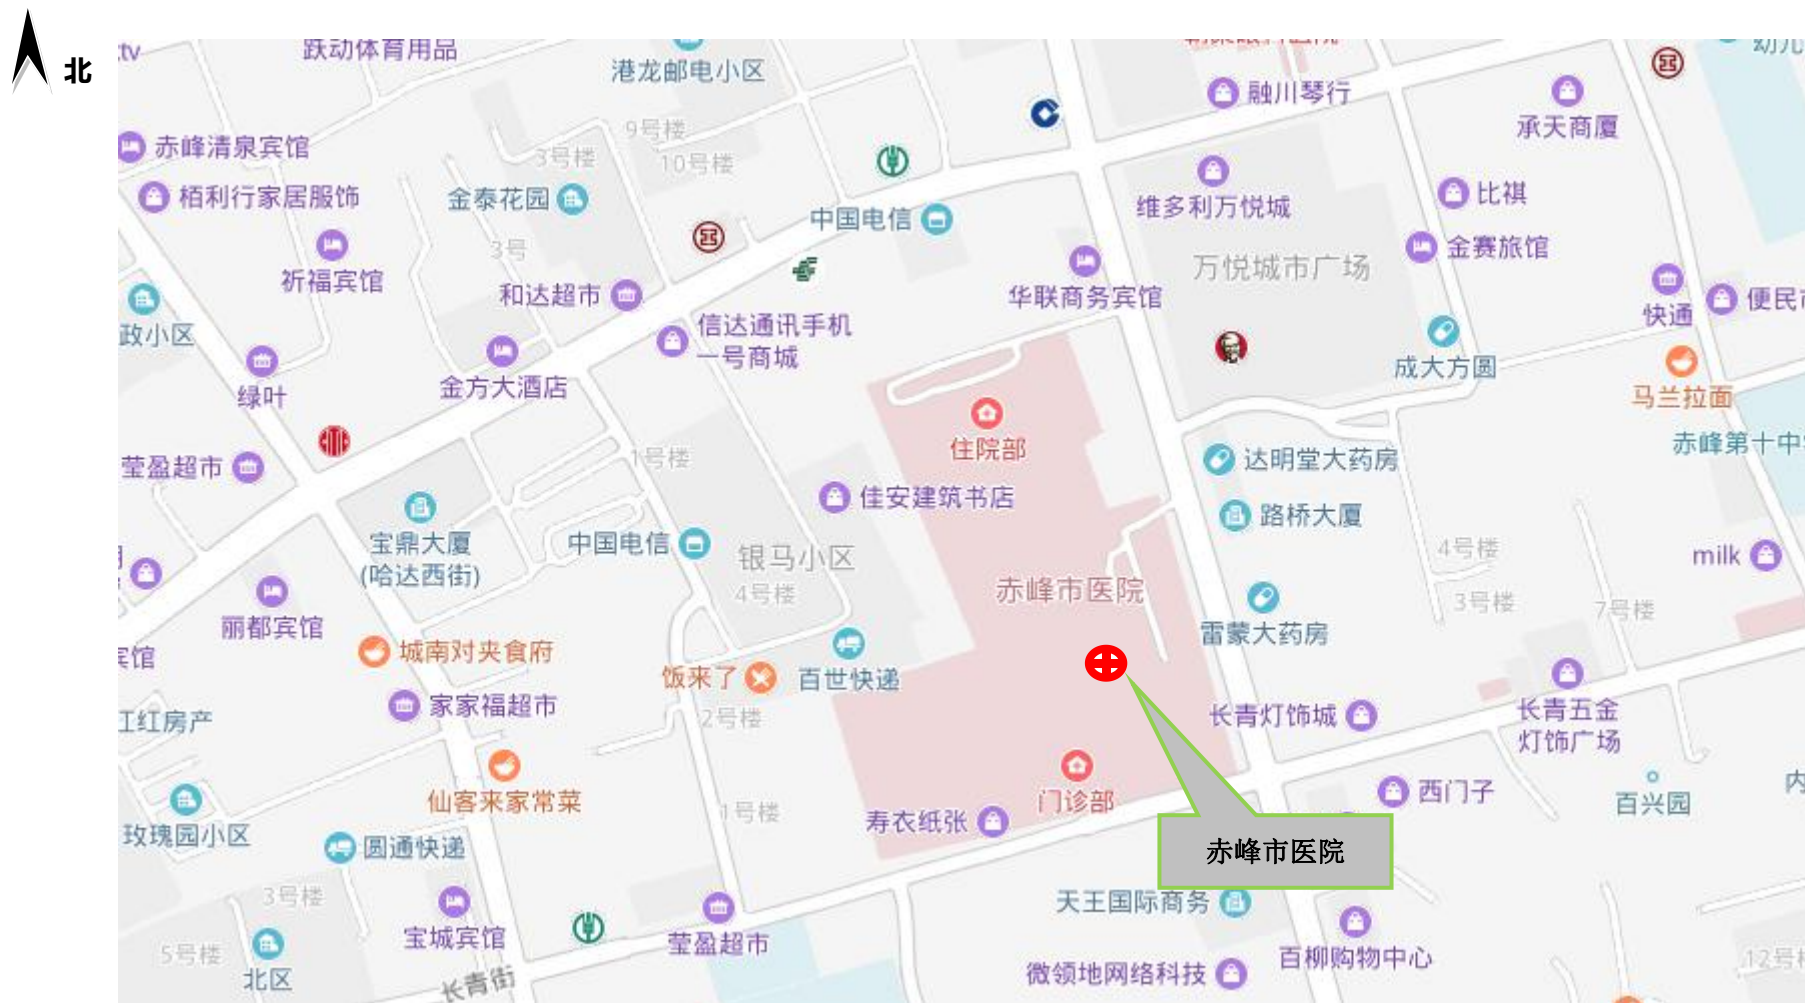 北
tv
跃动体育用品
港龙邮电小区
融川琴行
承天商厦
9号楼
赤峰清泉宾馆
3号楼
10号楼
栢利行家居服饰
金泰花园
中国电信
维多利万悦城
比祺
3号
金赛旅馆
祈福宾馆
万悦城市广场
和达超市
华联商务宾馆
快通
便民
政小区
信达通讯手机
一号商城
成大方圆
绿叶
金方大酒店
马兰拉面
住院部
赤峰第十中
莹盈超市
1号楼
达明堂大药房
佳安建筑书店
路桥大厦
宝鼎大厦
(哈达西街)
中国电信
银马小区
4号楼
milk
4号楼
赤峰市医院
3号楼
7号楼
丽都宾馆
雷蒙大药房
宾馆
城南对夹食府
饭来了
百世快递
家家福超市
2号楼
长青灯饰城
长青五金
灯饰广场
江红房产
仙客来家常菜
门诊部
西门子
百兴园
内
1号楼
寿衣纸张
玫瑰园小区
圆通快递
赤峰市医院
3号楼
天王国际商务
宝城宾馆
莹盈超市
5号楼
百柳购物中心
12号
北区
长青街
微领地网络科技